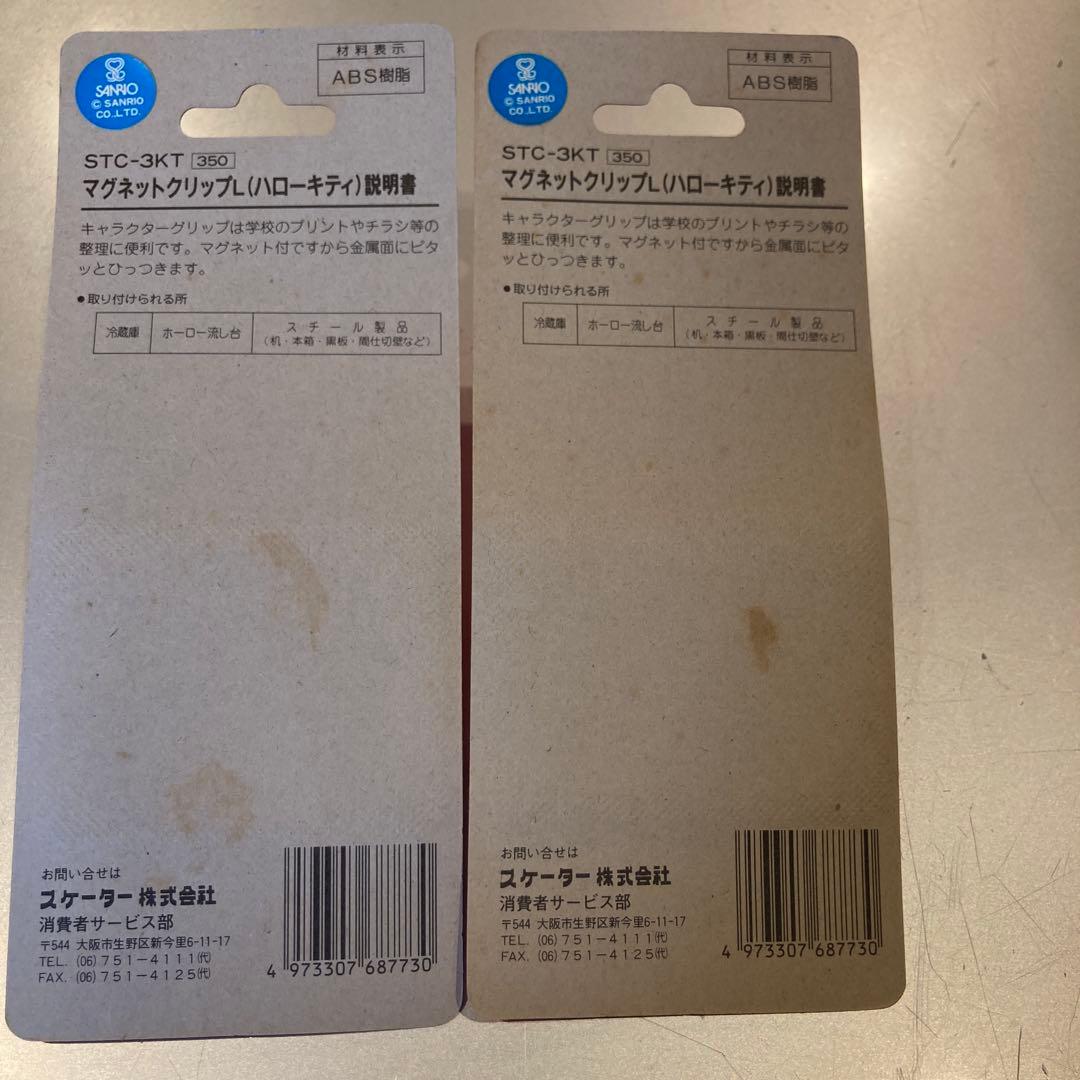 SANRIO
© SANRIO
CO.,LTD.
材料表示
ABS樹脂
STC-3KT 350
マグネットクリップL(ハローキティ)説明書
キャラクターグリップは学校のプリントやチラシ等の
整理に便利です。マグネット付ですから金属面にピタ
ッとひっつきます。
●取り付けられる所
冷蔵庫 ホーロー流し台 スチール製品
(机・本箱・黒板・間仕切壁など)
お問い合せは
スケーター株式会社
消費者サービス部
〒544 大阪市生野区新今里6-11-17
TEL. (06)751-4111㈹
FAX. (06)751-4125㈹
4 973307 687730
SANRIO
© SANRIO
CO.,LTD.
材料表示
ABS樹脂
STC-3KT 350
マグネットクリップL(ハローキティ)説明書
キャラクターグリップは学校のプリントやチラシ等の
整理に便利です。マグネット付ですから金属面にピタ
ッとひっつきます。
●取り付けられる所
冷蔵庫 ホーロー流し台 スチール製品
(机・本箱・黒板・間仕切壁など)
お問い合せは
スケーター株式会社
消費者サービス部
〒544 大阪市生野区新今里6-11-17
TEL. (06)751-4111㈹
FAX. (06)751-4125㈹
4 973307 687730